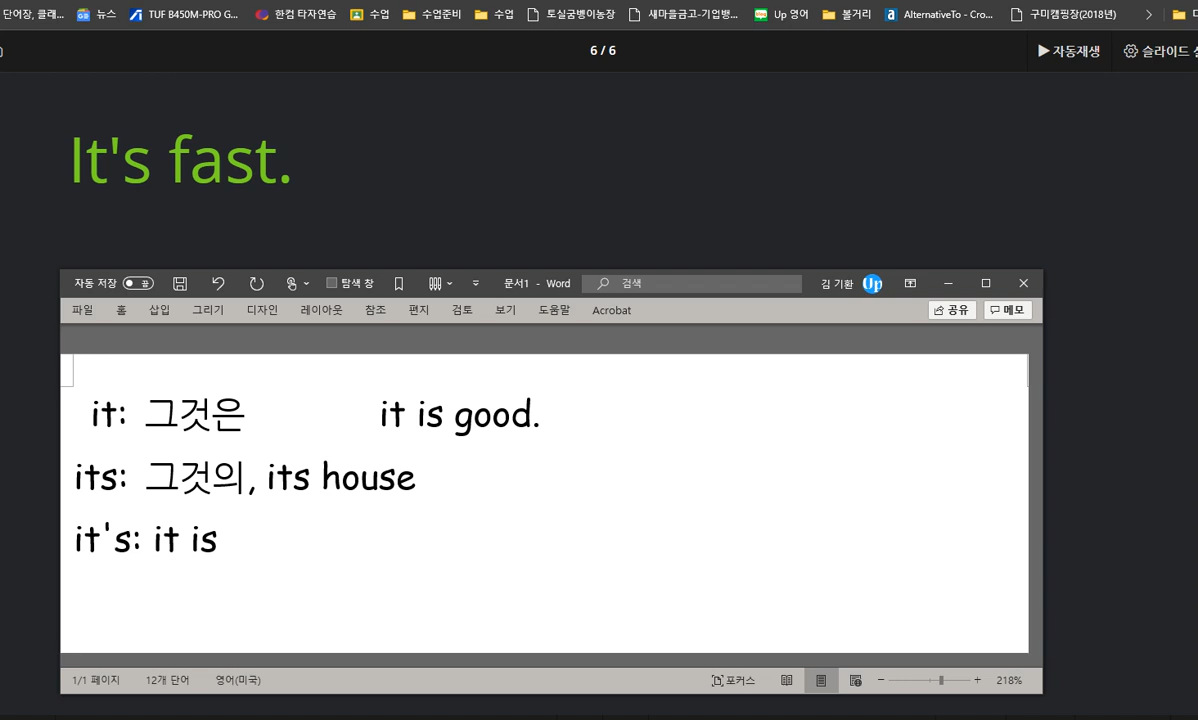 단어장, 클래... 뉴스 TUF B450M-PRO G... 한컴 타자연습 수업 수업준비 수업 토실굼벵이농장 새마을금고-기업뱅... Up 영어 볼거리 AlternativeTo - Cro... 구미캠핑장(2018년)
6 / 6 자동재생 슬라이드
It's fast.
자동 저장 끔 탐색 창 문서1 - Word 검색 김 기환 Up
파일 홈 삽입 그리기 디자인 레이아웃 참조 편지 검토 보기 도움말 Acrobat 공유 메모
it: 그것은 it is good.
its: 그것의, its house
it's: it is
1/1 페이지 12개 단어 영어(미국) 포커스 218%